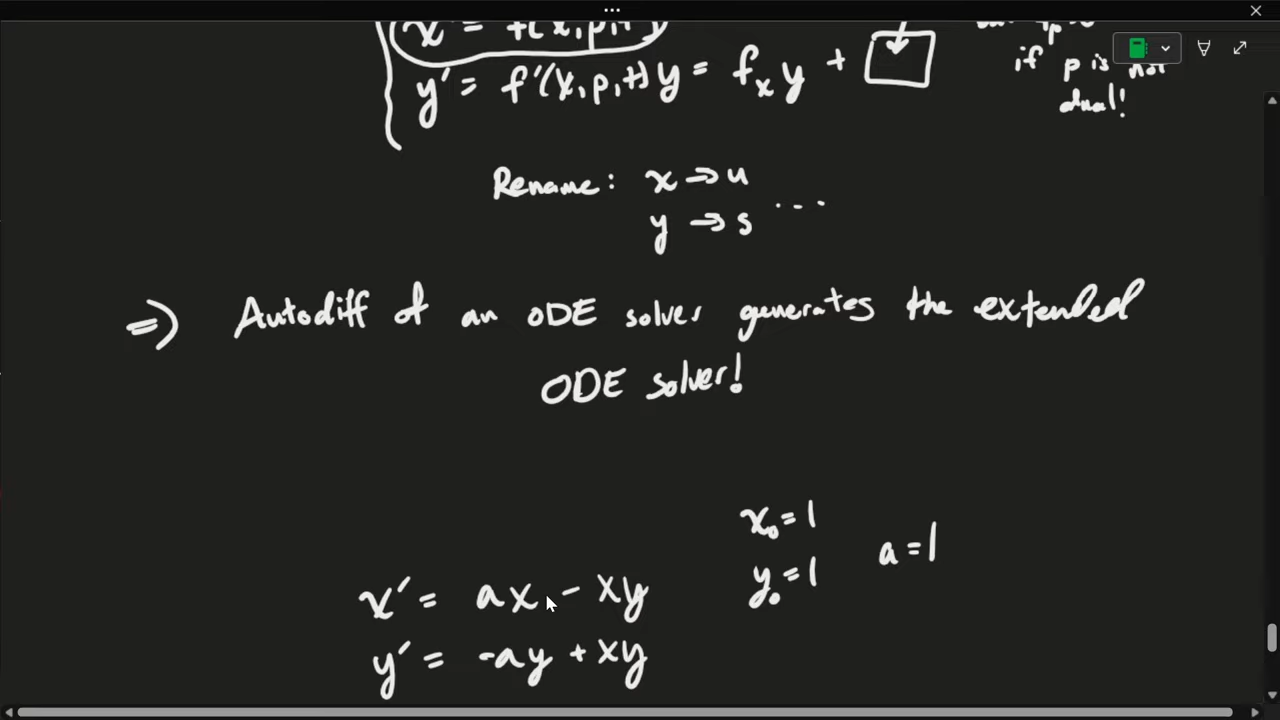 x' = f(x,p,t)
y' = f'(x,p,t)y = f_x y +
if p is not
dual!
Rename: x → u
y → s ...
⇒ Autodiff of an ODE solver generates the extended
ODE solver!
x₀ = 1
a = 1
y₀ = 1
x' = ax - xy
y' = -ay + xy